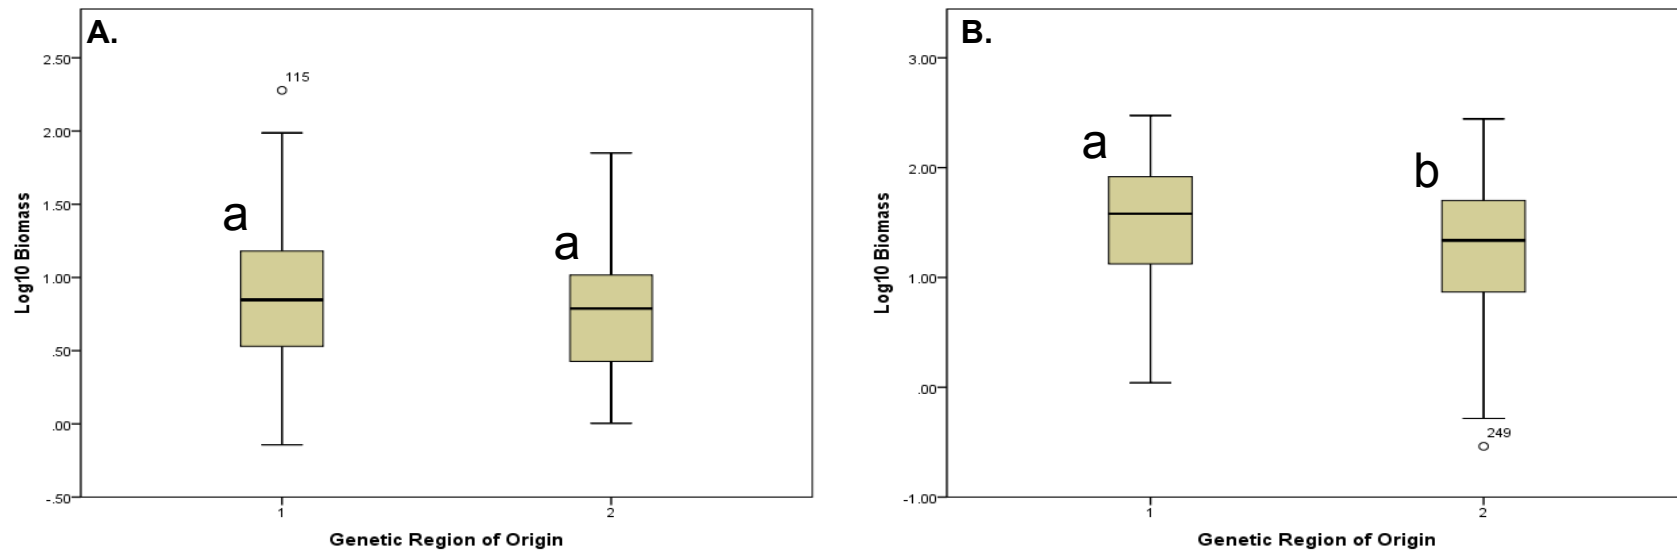 A.
2.50
2.00
1.50
1.00
.50
.00
-.50
Log10 Biomass
115
a
a
1
2
Genetic Region of Origin
B.
3.00
2.00
1.00
.00
-1.00
Log10 Biomass
a
b
249
1
2
Genetic Region of Origin